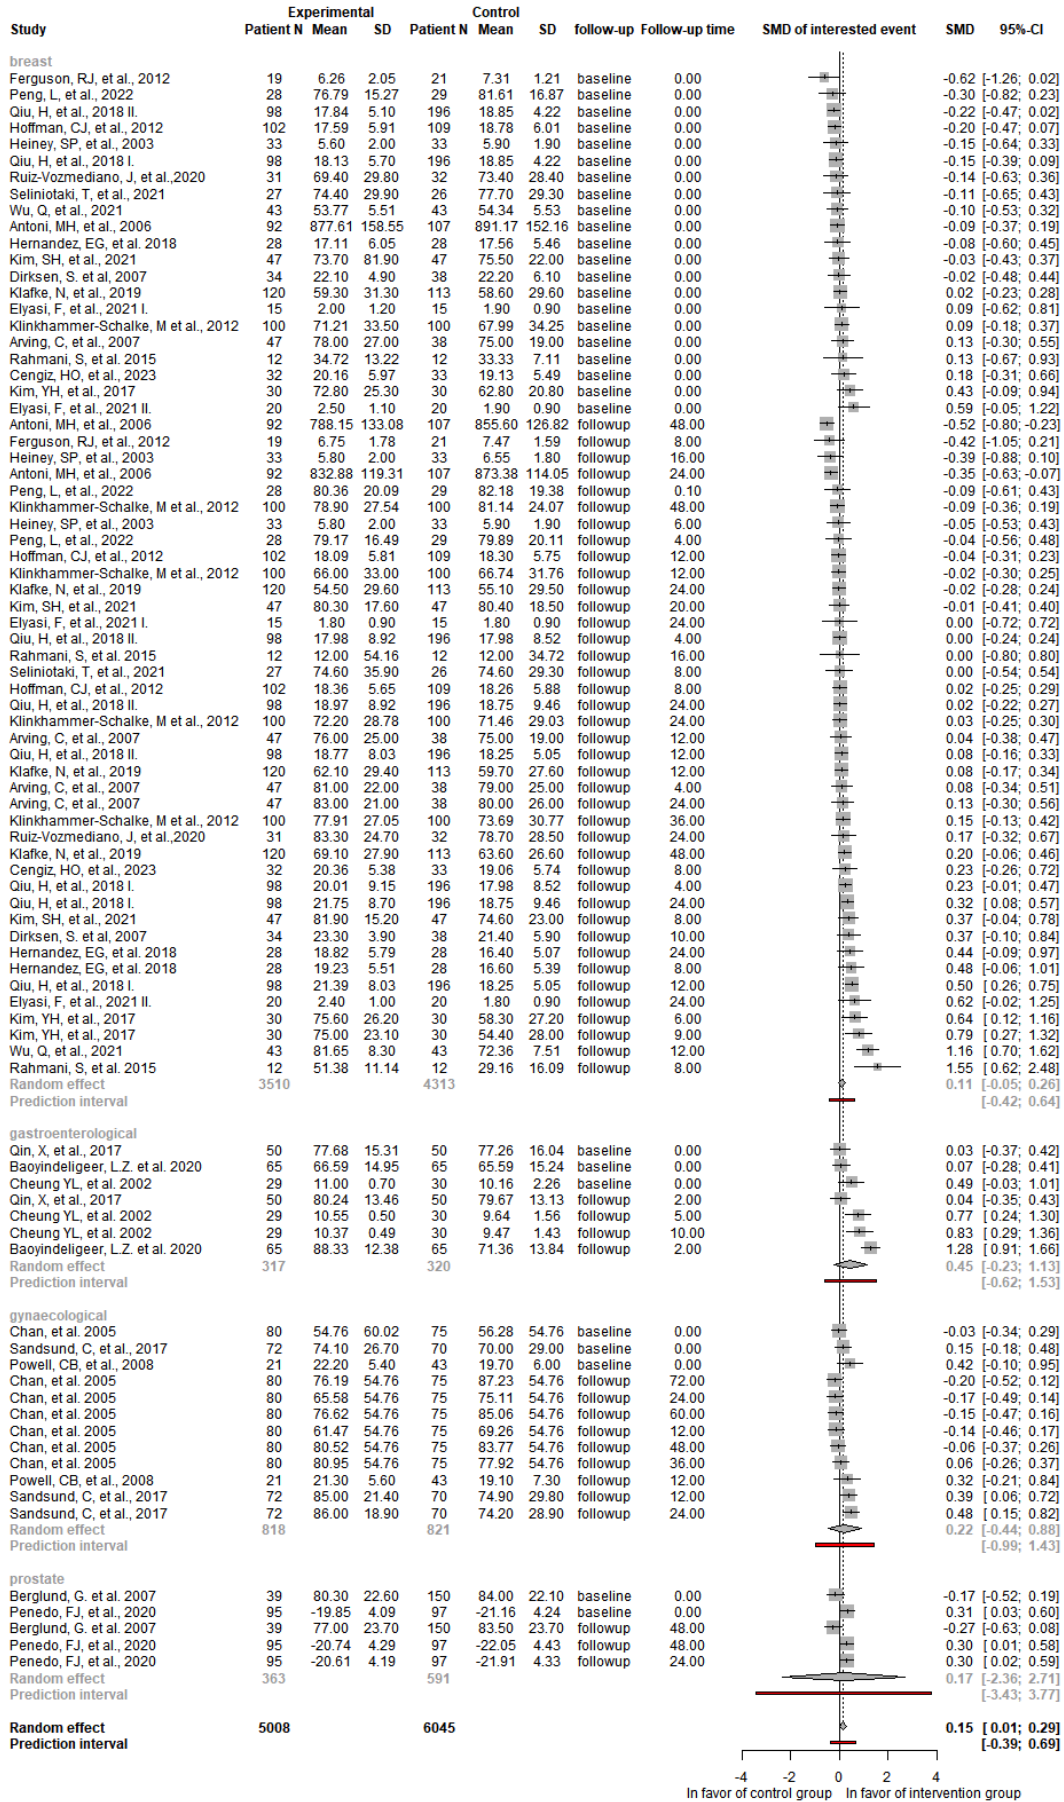 Experimental Control
Study Patient N Mean SD Patient N Mean SD follow-up Follow-up time SMD of interested event SMD 95%-CI
breast
Ferguson, RJ, et al., 2012 19 6.26 2.05 21 7.31 1.21 baseline 0.00 -0.62 [-1.26; 0.02]
Peng, L, et al., 2022 28 76.79 15.27 29 81.61 16.87 baseline 0.00 -0.30 [-0.82; 0.23]
Qiu, H, et al., 2018 II. 98 17.84 5.10 196 18.85 4.22 baseline 0.00 -0.22 [-0.47; 0.02]
Hoffman, CJ, et al., 2012 102 17.59 5.91 109 18.78 6.01 baseline 0.00 -0.20 [-0.47; 0.07]
Heiney, SP, et al., 2003 33 5.60 2.00 33 5.90 1.90 baseline 0.00 -0.15 [-0.64; 0.33]
Qiu, H, et al., 2018 I. 98 18.13 5.70 196 18.85 4.22 baseline 0.00 -0.15 [-0.39; 0.09]
Ruiz-Vozmediano, J, et al.,2020 31 69.40 29.80 32 73.40 28.40 baseline 0.00 -0.14 [-0.63; 0.36]
Seliniotaki, T, et al., 2021 27 74.40 29.90 26 77.70 29.30 baseline 0.00 -0.11 [-0.65; 0.43]
Wu, Q, et al., 2021 43 53.77 5.51 43 54.34 5.53 baseline 0.00 -0.10 [-0.53; 0.32]
Antoni, MH, et al., 2006 92 877.61 158.55 107 891.17 152.16 baseline 0.00 -0.09 [-0.37; 0.19]
Hernandez, EG, et al. 2018 28 17.11 6.05 28 17.56 5.46 baseline 0.00 -0.08 [-0.60; 0.45]
Kim, SH, et al., 2021 47 73.70 81.90 47 75.50 22.00 baseline 0.00 -0.03 [-0.43; 0.37]
Dirksen, S. et al, 2007 34 22.10 4.90 38 22.20 6.10 baseline 0.00 -0.02 [-0.48; 0.44]
Klafke, N, et al., 2019 120 59.30 31.30 113 58.60 29.60 baseline 0.00 0.02 [-0.23; 0.28]
Elyasi, F, et al., 2021 I. 15 2.00 1.20 15 1.90 0.90 baseline 0.00 0.09 [-0.62; 0.81]
Klinkhammer-Schalke, M et al., 2012 100 71.21 33.50 100 67.99 34.25 baseline 0.00 0.09 [-0.18; 0.37]
Arving, C, et al., 2007 47 78.00 27.00 38 75.00 19.00 baseline 0.00 0.13 [-0.30; 0.55]
Rahmani, S, et al. 2015 12 34.72 13.22 12 33.33 7.11 baseline 0.00 0.13 [-0.67; 0.93]
Cengiz, HO, et al., 2023 32 20.16 5.97 33 19.13 5.49 baseline 0.00 0.18 [-0.31; 0.66]
Kim, YH, et al., 2017 30 72.80 25.30 30 62.80 20.80 baseline 0.00 0.43 [-0.09; 0.94]
Elyasi, F, et al., 2021 II. 20 2.50 1.10 20 1.90 0.90 baseline 0.00 0.59 [-0.05; 1.22]
Antoni, MH, et al., 2006 92 788.15 133.08 107 855.60 126.82 followup 48.00 -0.52 [-0.80; -0.23]
Ferguson, RJ, et al., 2012 19 6.75 1.78 21 7.47 1.59 followup 8.00 -0.42 [-1.05; 0.21]
Heiney, SP, et al., 2003 33 5.80 2.00 33 6.55 1.80 followup 16.00 -0.39 [-0.88; 0.10]
Antoni, MH, et al., 2006 92 832.88 119.31 107 873.38 114.05 followup 24.00 -0.35 [-0.63; -0.07]
Peng, L, et al., 2022 28 80.36 20.09 29 82.18 19.38 followup 0.10 -0.09 [-0.61; 0.43]
Klinkhammer-Schalke, M et al., 2012 100 78.90 27.54 100 81.14 24.07 followup 48.00 -0.09 [-0.36; 0.19]
Heiney, SP, et al., 2003 33 5.80 2.00 33 5.90 1.90 followup 6.00 -0.05 [-0.53; 0.43]
Peng, L, et al., 2022 28 79.17 16.49 29 79.89 20.11 followup 4.00 -0.04 [-0.56; 0.48]
Hoffman, CJ, et al., 2012 102 18.09 5.81 109 18.30 5.75 followup 12.00 -0.04 [-0.31; 0.23]
Klinkhammer-Schalke, M et al., 2012 100 66.00 33.00 100 66.74 31.76 followup 12.00 -0.02 [-0.30; 0.25]
Klafke, N, et al., 2019 120 54.50 29.60 113 55.10 29.50 followup 24.00 -0.02 [-0.28; 0.24]
Kim, SH, et al., 2021 47 80.30 17.60 47 80.40 18.50 followup 20.00 -0.01 [-0.41; 0.40]
Elyasi, F, et al., 2021 I. 15 1.80 0.90 15 1.80 0.90 followup 24.00 0.00 [-0.72; 0.72]
Qiu, H, et al., 2018 II. 98 17.98 8.92 196 17.98 8.52 followup 4.00 0.00 [-0.24; 0.24]
Rahmani, S, et al. 2015 12 12.00 54.16 12 12.00 34.72 followup 16.00 0.00 [-0.80; 0.80]
Seliniotaki, T, et al., 2021 27 74.60 35.90 26 74.60 29.30 followup 8.00 0.00 [-0.54; 0.54]
Hoffman, CJ, et al., 2012 102 18.36 5.65 109 18.26 5.88 followup 8.00 0.02 [-0.25; 0.29]
Qiu, H, et al., 2018 II. 98 18.97 8.92 196 18.75 9.46 followup 24.00 0.02 [-0.22; 0.27]
Klinkhammer-Schalke, M et al., 2012 100 72.20 28.78 100 71.46 29.03 followup 24.00 0.03 [-0.25; 0.30]
Arving, C, et al., 2007 47 76.00 25.00 38 75.00 19.00 followup 12.00 0.04 [-0.38; 0.47]
Qiu, H, et al., 2018 II. 98 18.77 8.03 196 18.25 5.05 followup 12.00 0.08 [-0.16; 0.33]
Klafke, N, et al., 2019 120 62.10 29.40 113 59.70 27.60 followup 12.00 0.08 [-0.17; 0.34]
Arving, C, et al., 2007 47 81.00 22.00 38 79.00 25.00 followup 4.00 0.08 [-0.34; 0.51]
Arving, C, et al., 2007 47 83.00 21.00 38 80.00 26.00 followup 24.00 0.13 [-0.30; 0.56]
Klinkhammer-Schalke, M et al., 2012 100 77.91 27.05 100 73.69 30.77 followup 36.00 0.15 [-0.13; 0.42]
Ruiz-Vozmediano, J, et al.,2020 31 83.30 24.70 32 78.70 28.50 followup 24.00 0.17 [-0.32; 0.67]
Klafke, N, et al., 2019 120 69.10 27.90 113 63.60 26.60 followup 48.00 0.20 [-0.06; 0.46]
Cengiz, HO, et al., 2023 32 20.36 5.38 33 19.06 5.74 followup 8.00 0.23 [-0.26; 0.72]
Qiu, H, et al., 2018 I. 98 20.01 9.15 196 17.98 8.52 followup 4.00 0.23 [-0.01; 0.47]
Qiu, H, et al., 2018 I. 98 21.75 8.70 196 18.75 9.46 followup 24.00 0.32 [ 0.08; 0.57]
Kim, SH, et al., 2021 47 81.90 15.20 47 74.60 23.00 followup 8.00 0.37 [-0.04; 0.78]
Dirksen, S. et al, 2007 34 23.30 3.90 38 21.40 5.90 followup 10.00 0.37 [-0.10; 0.84]
Hernandez, EG, et al. 2018 28 18.82 5.79 28 16.40 5.07 followup 24.00 0.44 [-0.09; 0.97]
Hernandez, EG, et al. 2018 28 19.23 5.51 28 16.60 5.39 followup 8.00 0.48 [-0.06; 1.01]
Qiu, H, et al., 2018 I. 98 21.39 8.03 196 18.25 5.05 followup 12.00 0.50 [ 0.26; 0.75]
Elyasi, F, et al., 2021 II. 20 2.40 1.00 20 1.80 0.90 followup 24.00 0.62 [-0.02; 1.25]
Kim, YH, et al., 2017 30 75.60 26.20 30 58.30 27.20 followup 6.00 0.64 [ 0.12; 1.16]
Kim, YH, et al., 2017 30 75.00 23.10 30 54.40 28.00 followup 9.00 0.79 [ 0.27; 1.32]
Wu, Q, et al., 2021 43 81.65 8.30 43 72.36 7.51 followup 12.00 1.16 [ 0.70; 1.62]
Rahmani, S, et al. 2015 12 51.38 11.14 12 29.16 16.09 followup 8.00 1.55 [ 0.62; 2.48]
Random effect 3510 4313 0.11 [-0.05; 0.26]
Prediction interval [-0.42; 0.64]
gastroenterological
Qin, X, et al., 2017 50 77.68 15.31 50 77.26 16.04 baseline 0.00 0.03 [-0.37; 0.42]
Baoyindeligeer, L.Z. et al. 2020 65 66.59 14.95 65 65.59 15.24 baseline 0.00 0.07 [-0.28; 0.41]
Cheung YL, et al. 2002 29 11.00 0.70 30 10.16 2.26 baseline 0.00 0.49 [-0.03; 1.01]
Qin, X, et al., 2017 50 80.24 13.46 50 79.67 13.13 followup 2.00 0.04 [-0.35; 0.43]
Cheung YL, et al. 2002 29 10.55 0.50 30 9.64 1.56 followup 5.00 0.77 [ 0.24; 1.30]
Cheung YL, et al. 2002 29 10.37 0.49 30 9.47 1.43 followup 10.00 0.83 [ 0.29; 1.36]
Baoyindeligeer, L.Z. et al. 2020 65 88.33 12.38 65 71.36 13.84 followup 2.00 1.28 [ 0.91; 1.66]
Random effect 317 320 0.45 [-0.23; 1.13]
Prediction interval [-0.62; 1.53]
gynaecological
Chan, et al. 2005 80 54.76 60.02 75 56.28 54.76 baseline 0.00 -0.03 [-0.34; 0.29]
Sandsund, C, et al., 2017 72 74.10 26.70 70 70.00 29.00 baseline 0.00 0.15 [-0.18; 0.48]
Powell, CB, et al., 2008 21 22.20 5.40 43 19.70 6.00 baseline 0.00 0.42 [-0.10; 0.95]
Chan, et al. 2005 80 76.19 54.76 75 87.23 54.76 followup 72.00 -0.20 [-0.52; 0.12]
Chan, et al. 2005 80 65.58 54.76 75 75.11 54.76 followup 24.00 -0.17 [-0.49; 0.14]
Chan, et al. 2005 80 76.62 54.76 75 85.06 54.76 followup 60.00 -0.15 [-0.47; 0.16]
Chan, et al. 2005 80 61.47 54.76 75 69.26 54.76 followup 12.00 -0.14 [-0.46; 0.17]
Chan, et al. 2005 80 80.52 54.76 75 83.77 54.76 followup 48.00 -0.06 [-0.37; 0.26]
Chan, et al. 2005 80 80.95 54.76 75 77.92 54.76 followup 36.00 0.06 [-0.26; 0.37]
Powell, CB, et al., 2008 21 21.30 5.60 43 19.10 7.30 followup 12.00 0.32 [-0.21; 0.84]
Sandsund, C, et al., 2017 72 85.00 21.40 70 74.90 29.80 followup 12.00 0.39 [ 0.06; 0.72]
Sandsund, C, et al., 2017 72 86.00 18.90 70 74.20 28.90 followup 24.00 0.48 [ 0.15; 0.82]
Random effect 818 821 0.22 [-0.44; 0.88]
Prediction interval [-0.99; 1.43]
prostate
Berglund, G. et al. 2007 39 80.30 22.60 150 84.00 22.10 baseline 0.00 -0.17 [-0.52; 0.19]
Penedo, FJ, et al., 2020 95 -19.85 4.09 97 -21.16 4.24 baseline 0.00 0.31 [ 0.03; 0.60]
Berglund, G. et al. 2007 39 77.00 23.70 150 83.50 23.70 followup 48.00 -0.27 [-0.63; 0.08]
Penedo, FJ, et al., 2020 95 -20.74 4.29 97 -22.05 4.43 followup 48.00 0.30 [ 0.01; 0.58]
Penedo, FJ, et al., 2020 95 -20.61 4.19 97 -21.91 4.33 followup 24.00 0.30 [ 0.02; 0.59]
Random effect 363 591 0.17 [-2.36; 2.71]
Prediction interval [-3.43; 3.77]
Random effect 5008 6045 0.15 [ 0.01; 0.29]
Prediction interval [-0.39; 0.69]
-4 -2 0 2 4
In favor of control group In favor of intervention group